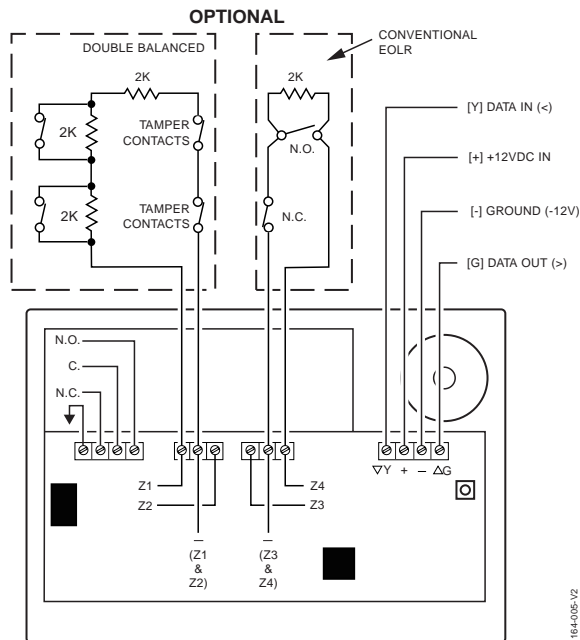 OPTIONAL
DOUBLE BALANCED
CONVENTIONAL
EOLR
2K
2K
[Y] DATA IN (<)
TAMPER
CONTACTS
2K
N.O.
[+] +12VDC IN
TAMPER
CONTACTS
2K
N.C.
[-] GROUND (-12V)
[G] DATA OUT (>)
N.O.
C.
N.C.
▽Y + – △G
Z1
Z2
Z4
Z3
–
(Z1
&
Z2)
–
(Z3
&
Z4)
164-005-V2